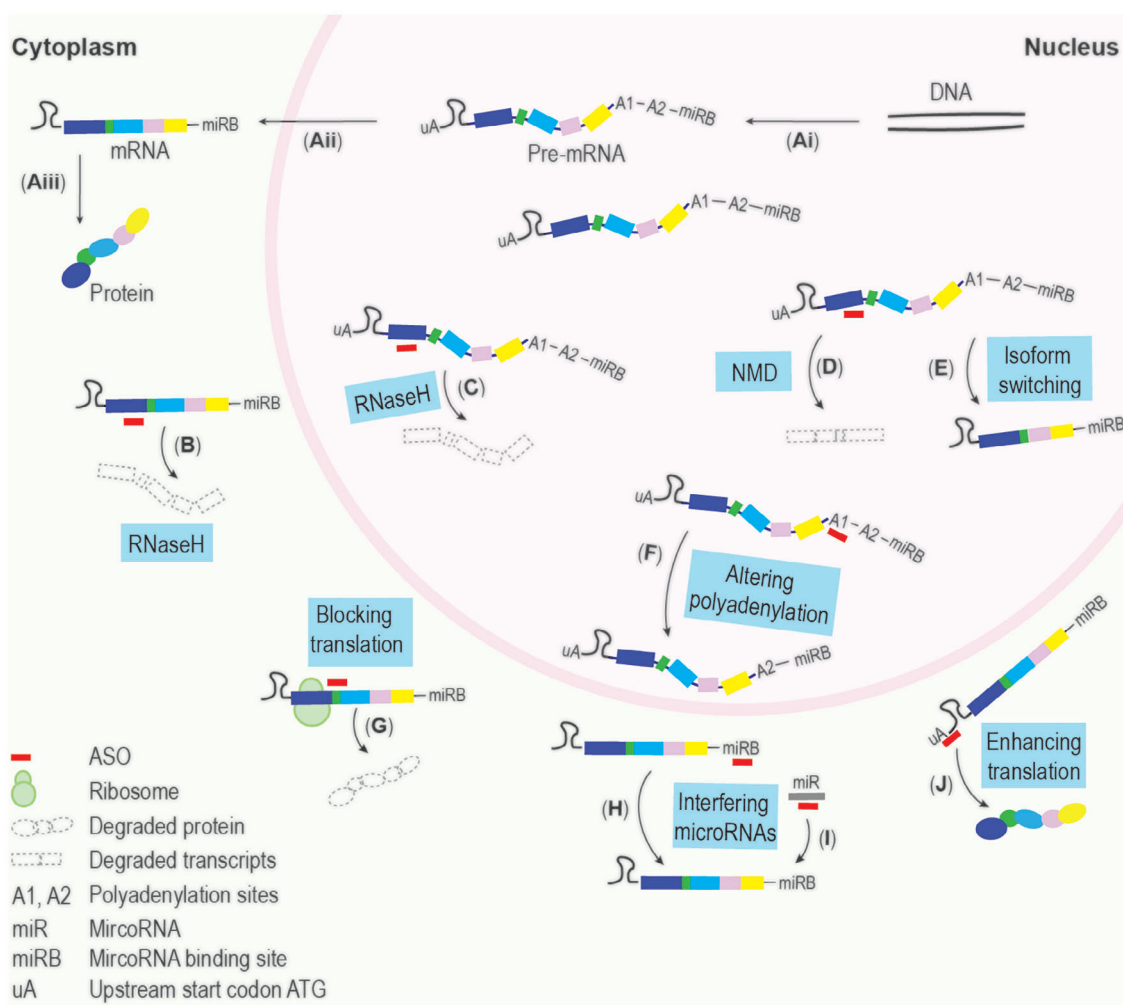 Cytoplasm
Nucleus
DNA
A1–A2–miRB
uA
Pre-mRNA
(Ai)
(Aii)
miRB
mRNA
(Aiii)
Protein
A1–A2–miRB
uA
uA
A1–A2–miRB
RNaseH
(C)
uA
A1–A2–miRB
NMD
(D)
(E)
Isoform
switching
miRB
miRB
(B)
RNaseH
uA
A1–A2–miRB
(F)
Altering
polyadenylation
uA
A2–miRB
Blocking
translation
miRB
(G)
miRB
(H)
Interfering
microRNAs
miR
(I)
miRB
miRB
uA
(J)
Enhancing
translation
ASO
Ribosome
Degraded protein
Degraded transcripts
A1, A2 Polyadenylation sites
miR MircoRNA
miRB MircoRNA binding site
uA Upstream start codon ATG